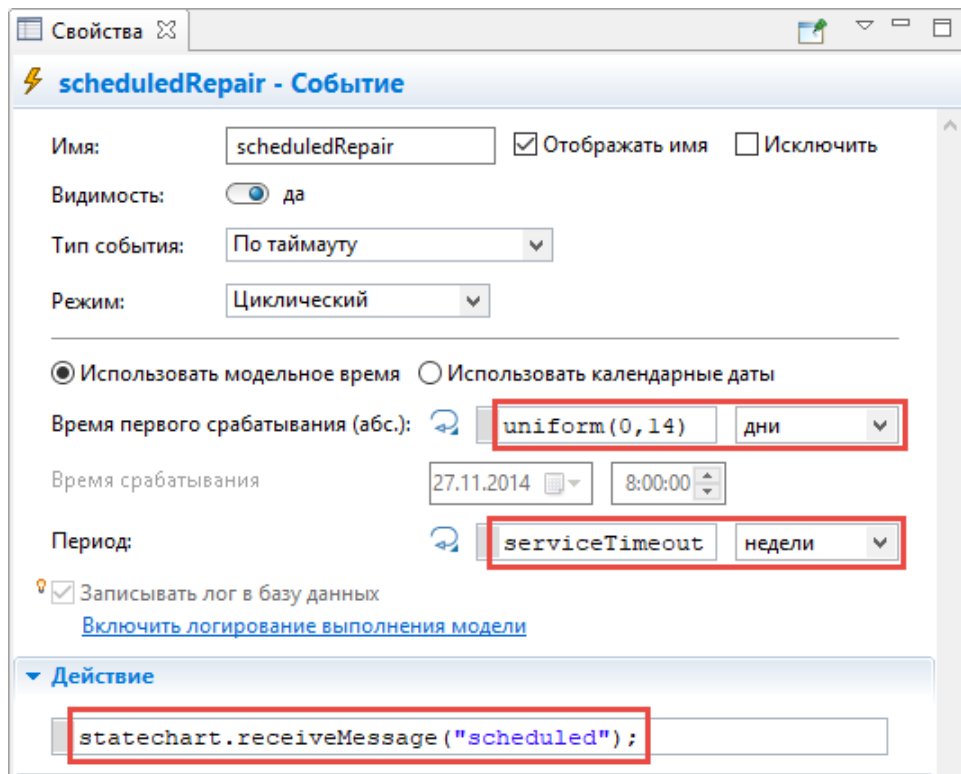 Свойства
scheduledRepair - Событие
Имя: scheduledRepair Отображать имя Исключить
Видимость: да
Тип события: По таймауту
Режим: Циклический
Использовать модельное время Использовать календарные даты
Время первого срабатывания (абс.): uniform(0,14) дни
Время срабатывания 27.11.2014 8:00:00
Период: serviceTimeout недели
Записывать лог в базу данных
Включить логирование выполнения модели
Действие
statechart.receiveMessage("scheduled");